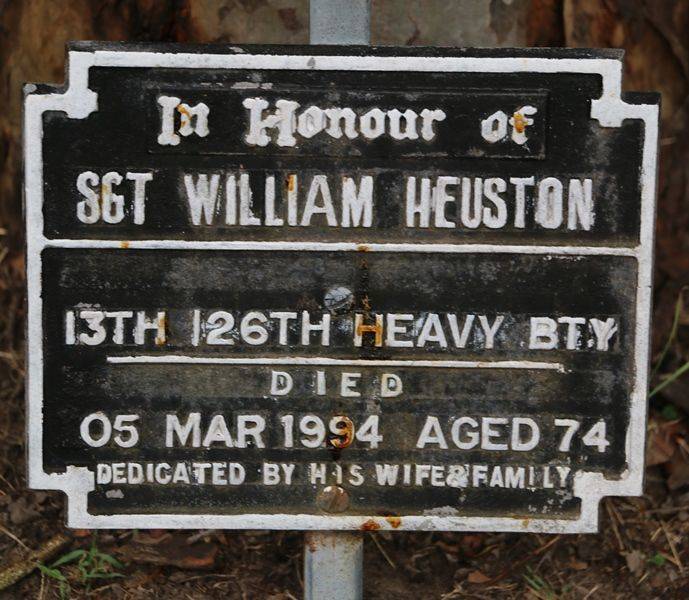 In Honour of
SGT WILLIAM HEUSTON
13TH 126TH HEAVY BTY
DIED
05 MAR 1994 AGED 74
DEDICATED BY HIS WIFE & FAMILY